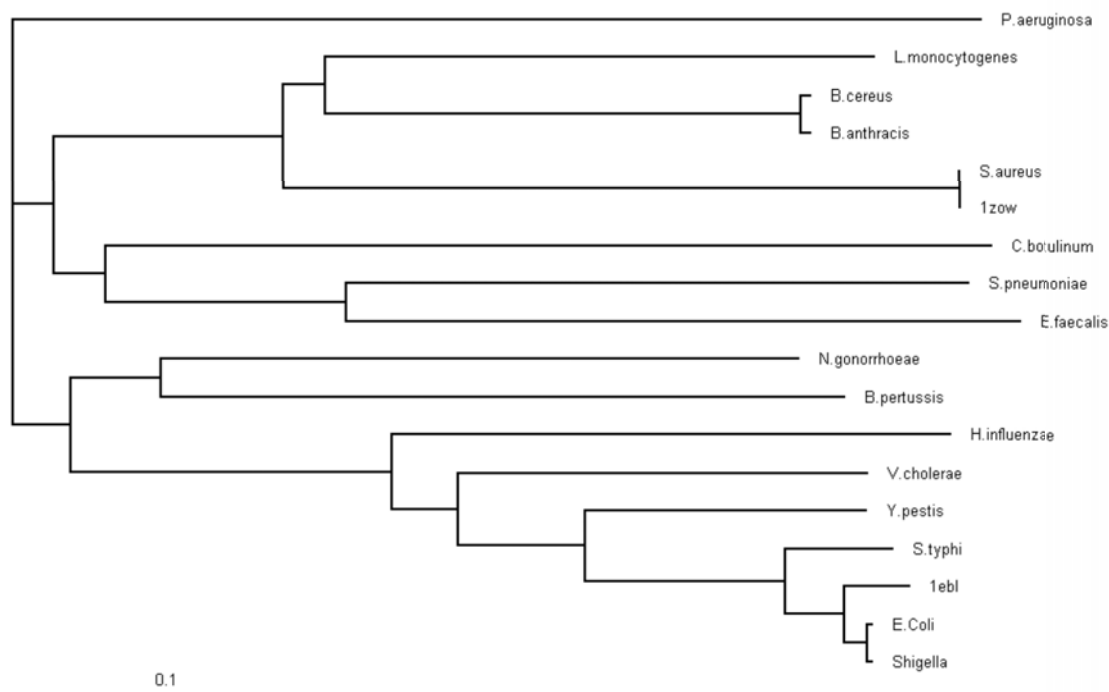 P.aeruginosa
L.monocytogenes
B.cereus
B.anthracis
S.aureus
1zow
C.botulinum
S.pneumoniae
E.faecalis
N.gonorrhoeae
B.pertussis
H.influenzae
V.cholerae
Y.pestis
S.typhi
1ebl
E.Coli
Shigella
0.1